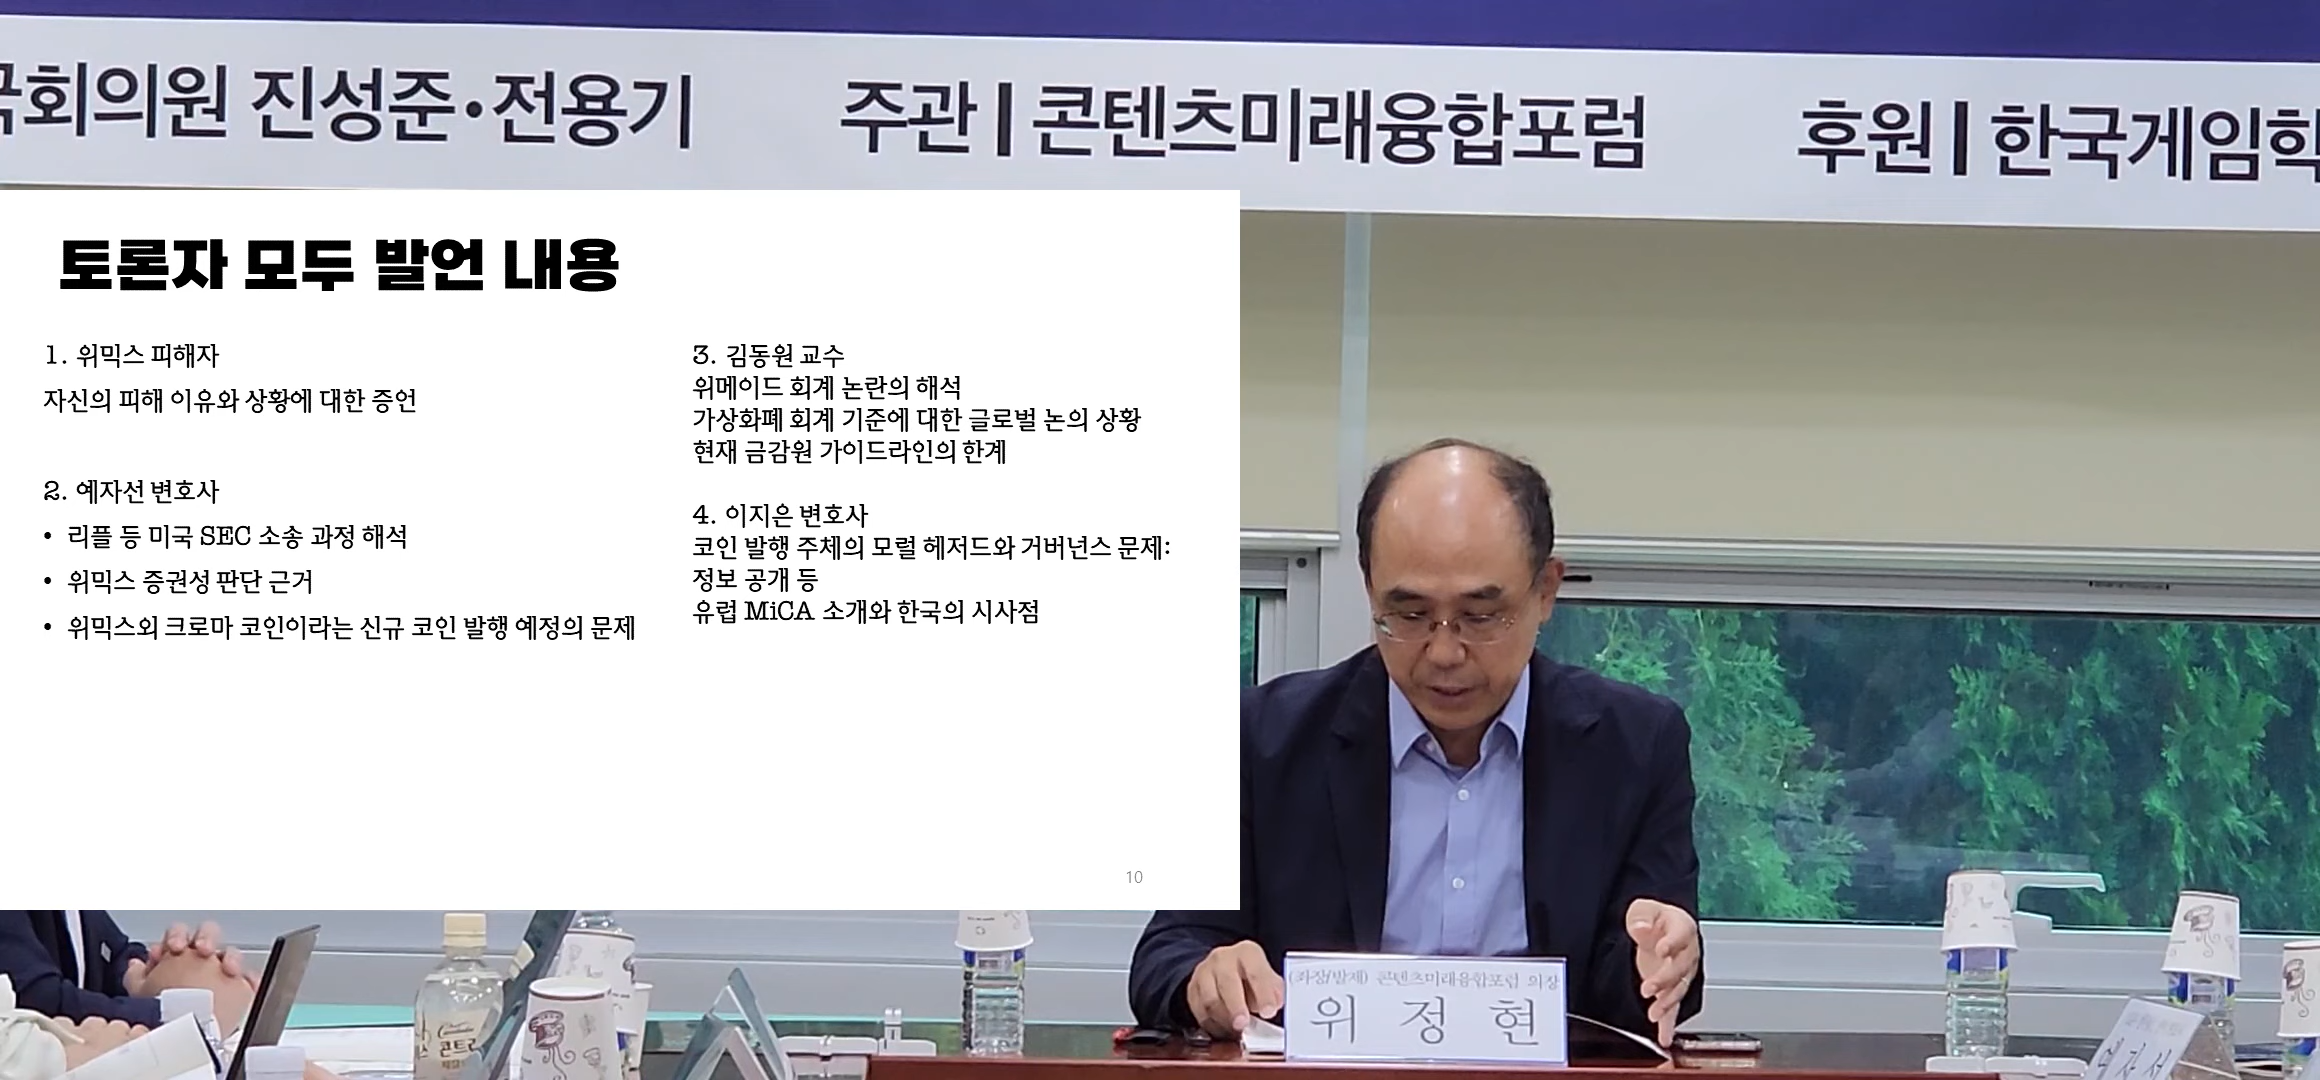 국회의원 진성준·전용기 주관 | 콘텐츠미래융합포럼 후원 | 한국게임학
토론자 모두 발언 내용
1. 위믹스 피해자
자신의 피해 이유와 상황에 대한 증언
2. 예자선 변호사
• 리플 등 미국 SEC 소송 과정 해석
• 위믹스 증권성 판단 근거
• 위믹스외 크로마 코인이라는 신규 코인 발행 예정의 문제
3. 김동원 교수
위메이드 회계 논란의 해석
가상화폐 회계 기준에 대한 글로벌 논의 상황
현재 금감원 가이드라인의 한계
4. 이지은 변호사
코인 발행 주체의 모럴 헤저드와 거버넌스 문제:
정보 공개 등
유럽 MiCA 소개와 한국의 시사점
10
(좌장/발제) 콘텐츠미래융합포럼 의장
위 정 현
예자선